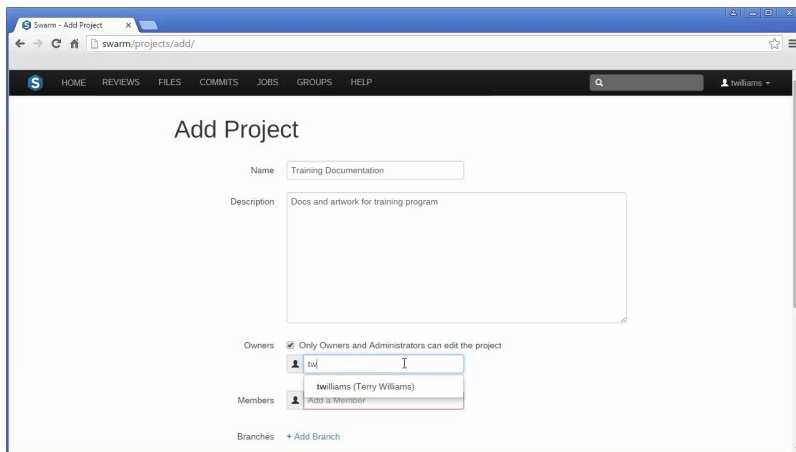 Swarm - Add Project
swarm/projects/add/
S HOME REVIEWS FILES COMMITS JOBS GROUPS HELP twilliams
Add Project
Name Training Documentation
Description Docs and artwork for training program
Owners Only Owners and Administrators can edit the project
tw
twilliams (Terry Williams)
Members Add a Member
Branches + Add Branch